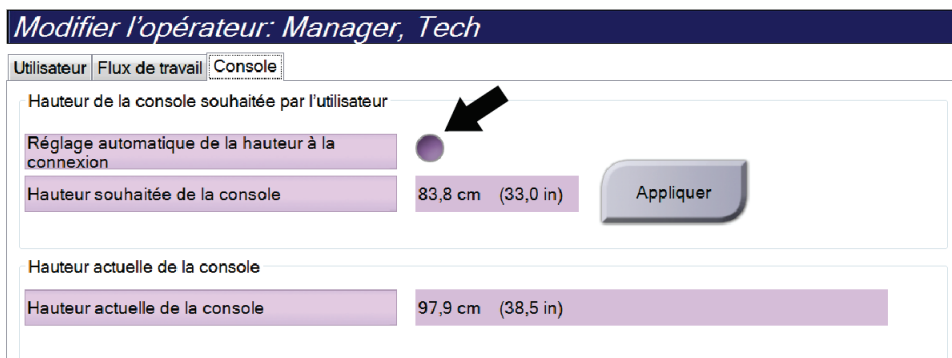 Modifier l'opérateur: Manager, Tech
Utilisateur Flux de travail Console
Hauteur de la console souhaitée par l'utilisateur
Réglage automatique de la hauteur à la
connexion
Hauteur souhaitée de la console 83,8 cm (33,0 in) Appliquer
Hauteur actuelle de la console
Hauteur actuelle de la console 97,9 cm (38,5 in)